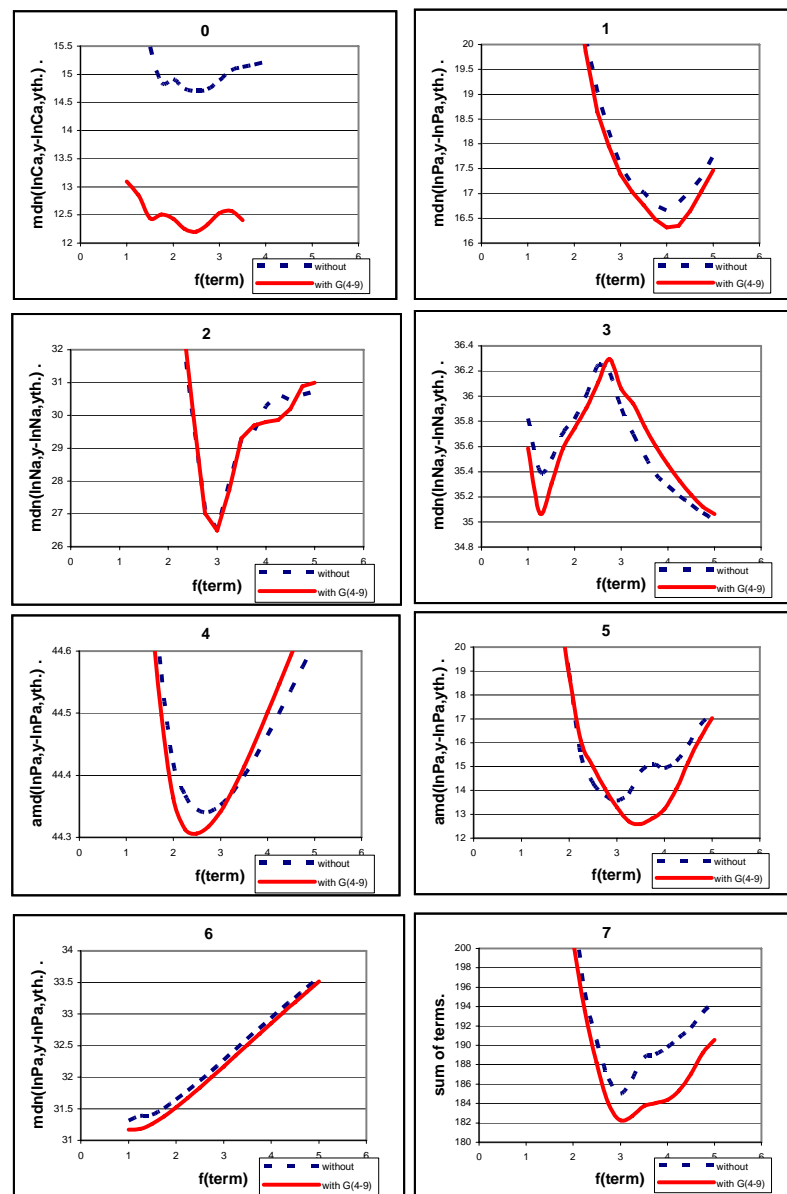 0
mdn(lnCa,y-lnCa,yth.) .
15.5
15
14.5
14
13.5
13
12.5
12
0 1 2 3 4 5 6
f(term)
without
with G(4-9)
1
mdn(lnPa,y-lnPa,yth.) .
20
19.5
19
18.5
18
17.5
17
16.5
16
0 1 2 3 4 5 6
f(term)
without
with G(4-9)
2
mdn(lnNa,y-lnNa,yth.) .
32
31
30
29
28
27
26
0 1 2 3 4 5 6
f(term)
without
with G(4-9)
3
mdn(lnNa,y-lnNa,yth.) .
36.4
36.2
36
35.8
35.6
35.4
35.2
35
34.8
0 1 2 3 4 5 6
f(term)
without
with G(4-9)
4
amd(lnPa,y-lnPa,yth.) .
44.6
44.5
44.4
44.3
0 1 2 3 4 5 6
f(term)
without
with G(4-9)
5
amd(lnPa,y-lnPa,yth.) .
20
19
18
17
16
15
14
13
12
0 1 2 3 4 5 6
f(term)
without
with G(4-9)
6
mdn(lnPa,y-lnPa,yth.) .
34
33.5
33
32.5
32
31.5
31
0 1 2 3 4 5 6
f(term)
without
with G(4-9)
7
sum of terms.
200
198
196
194
192
190
188
186
184
182
180
0 1 2 3 4 5 6
f(term)
without
with G(4-9)